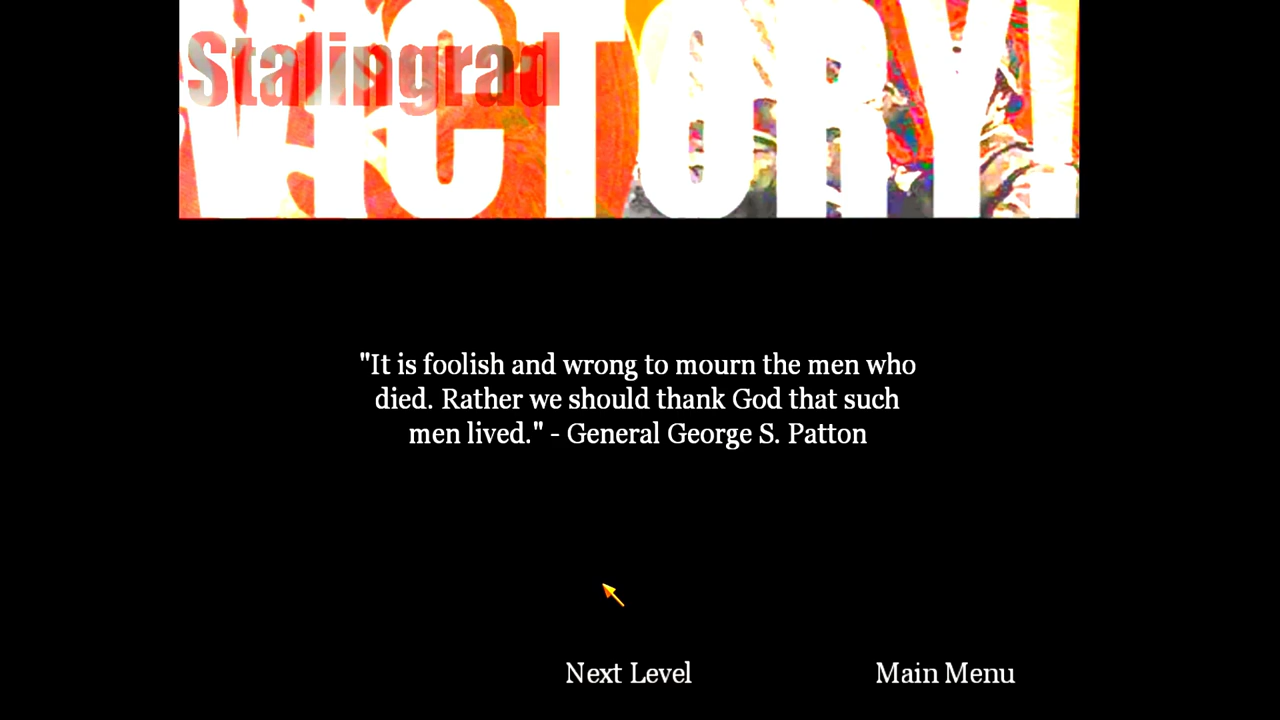 VICTORY!
Stalingrad
"It is foolish and wrong to mourn the men who
died. Rather we should thank God that such
men lived." - General George S. Patton
Next Level
Main Menu